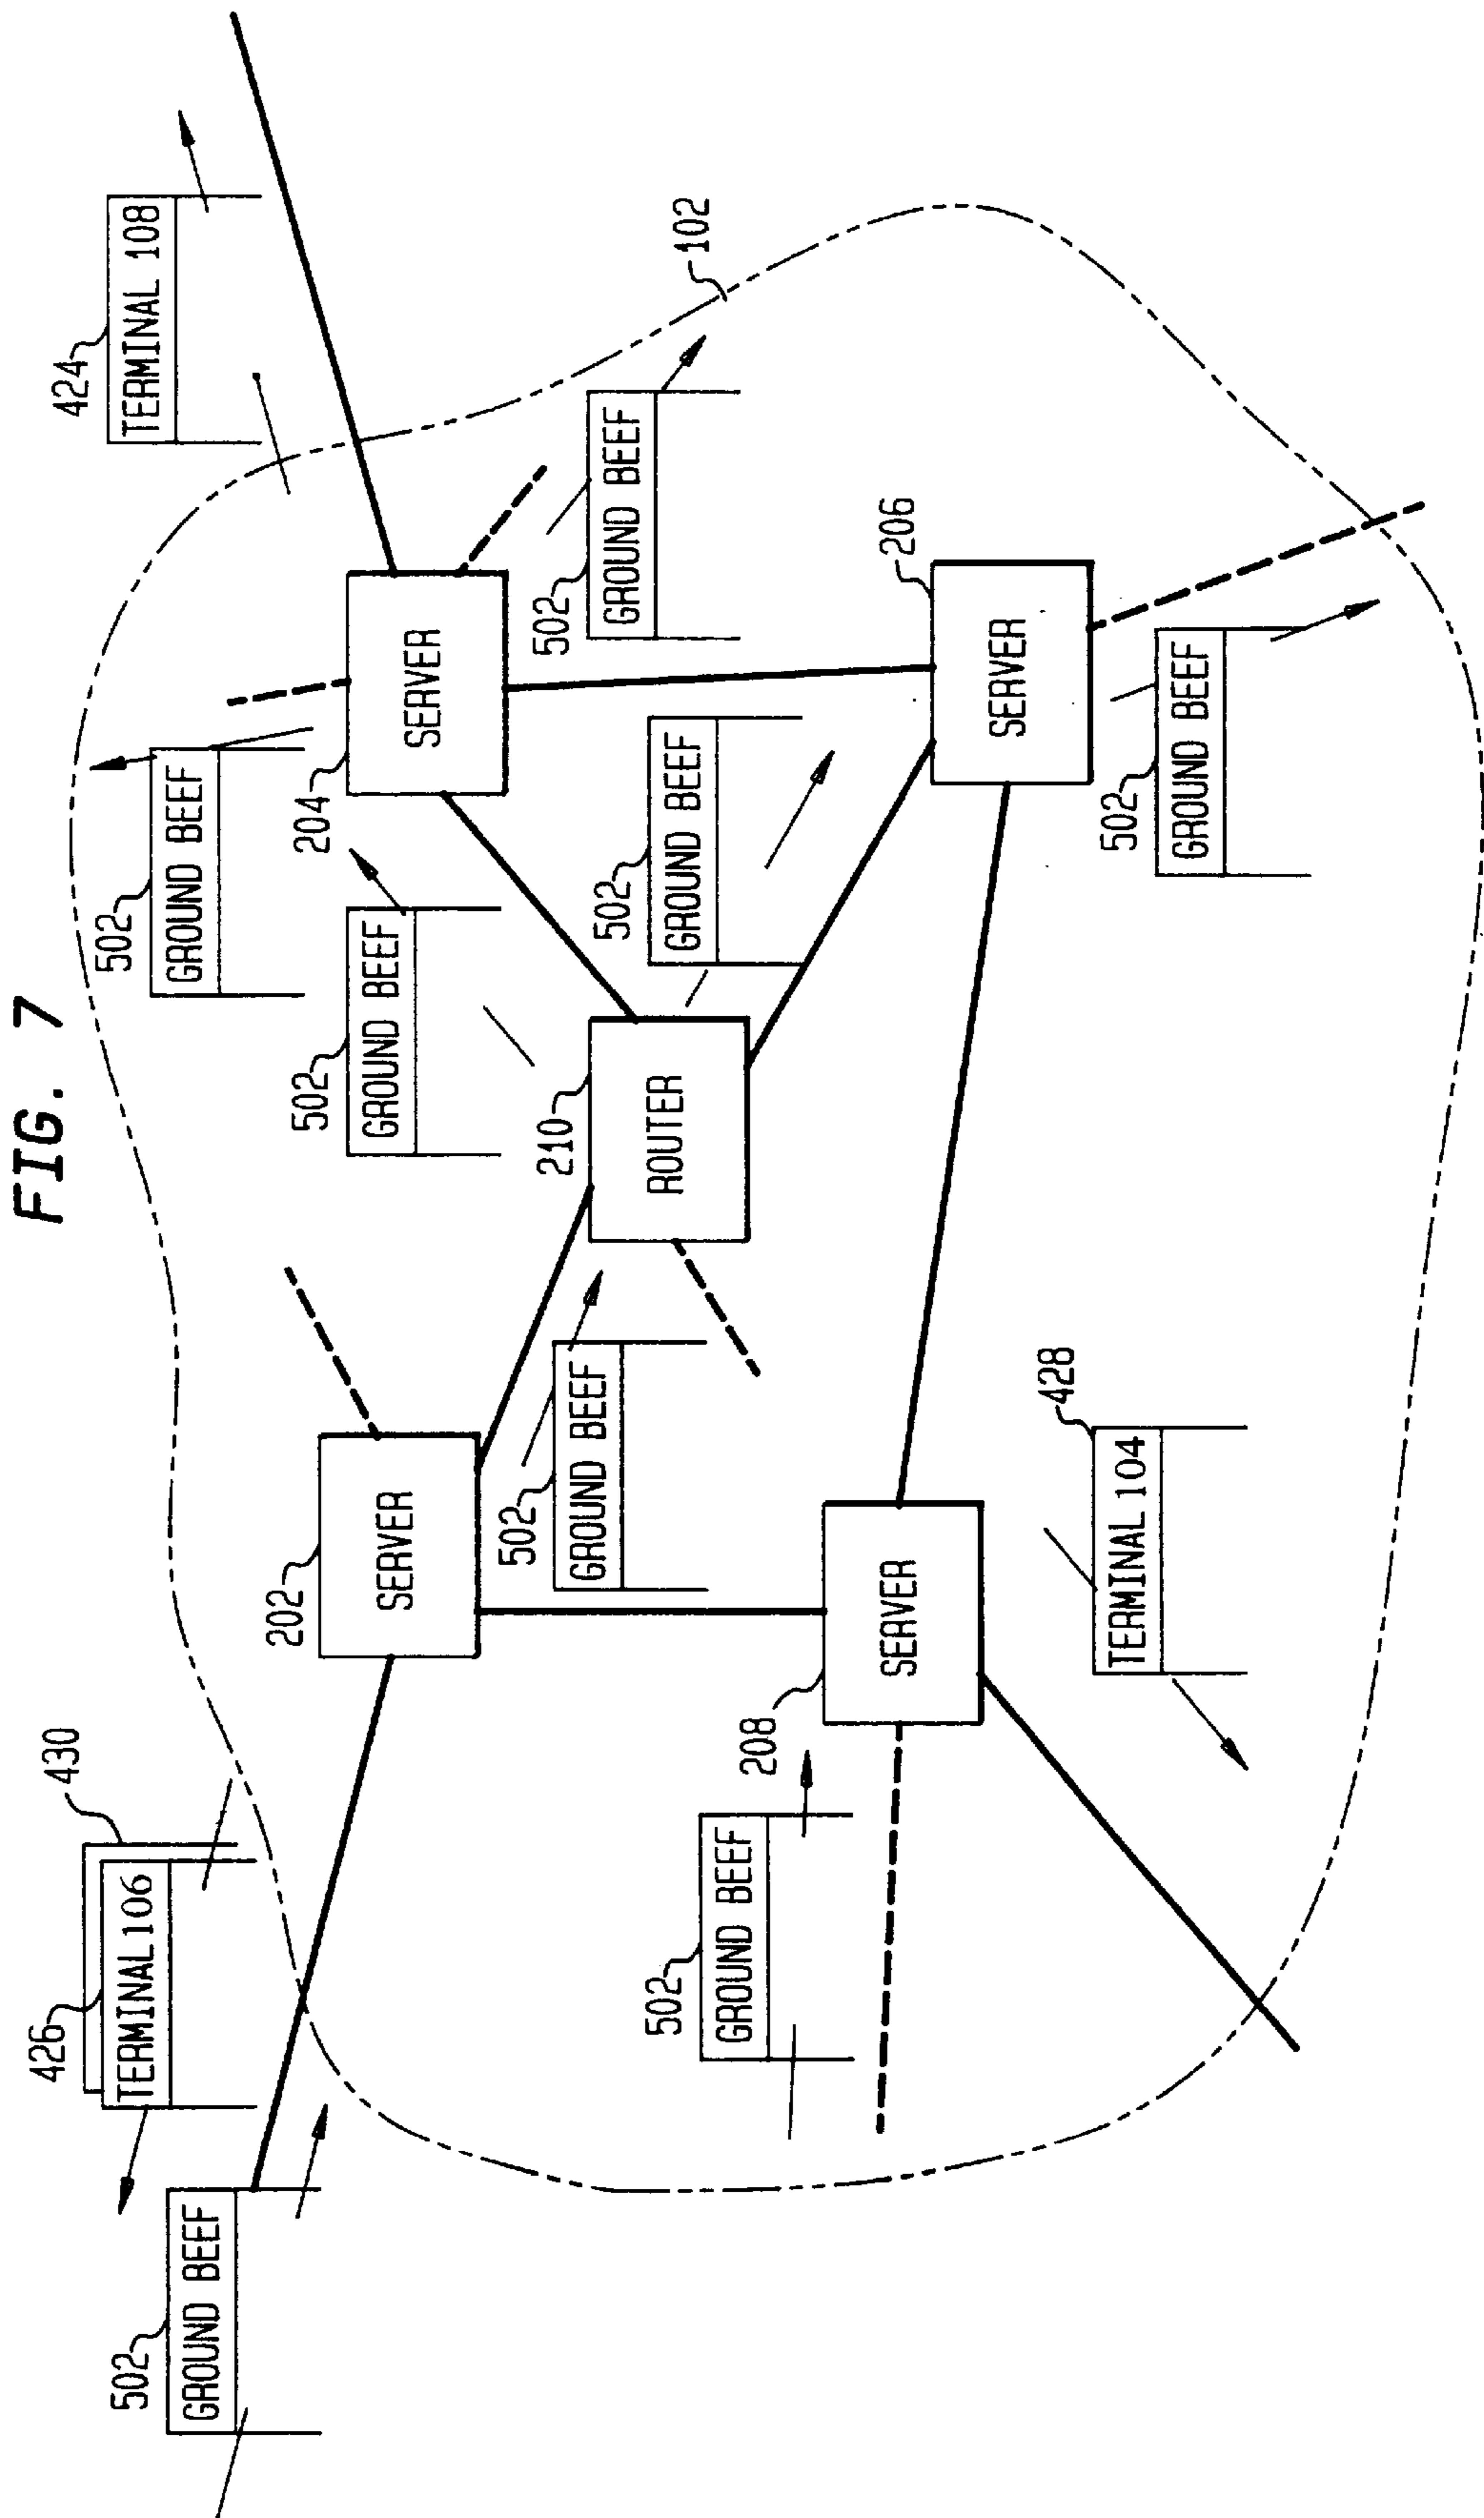 FIG. 7
502
GROUND BEEF
426
TERMINAL 106
430
424
TERMINAL 108
502
GROUND BEEF
202
SERVER
204
SERVER
502
GROUND BEEF
502
GROUND BEEF
102
502
GROUND BEEF
210
ROUTER
502
GROUND BEEF
502
GROUND BEEF
208
SERVER
206
SERVER
428
TERMINAL 104
502
GROUND BEEF